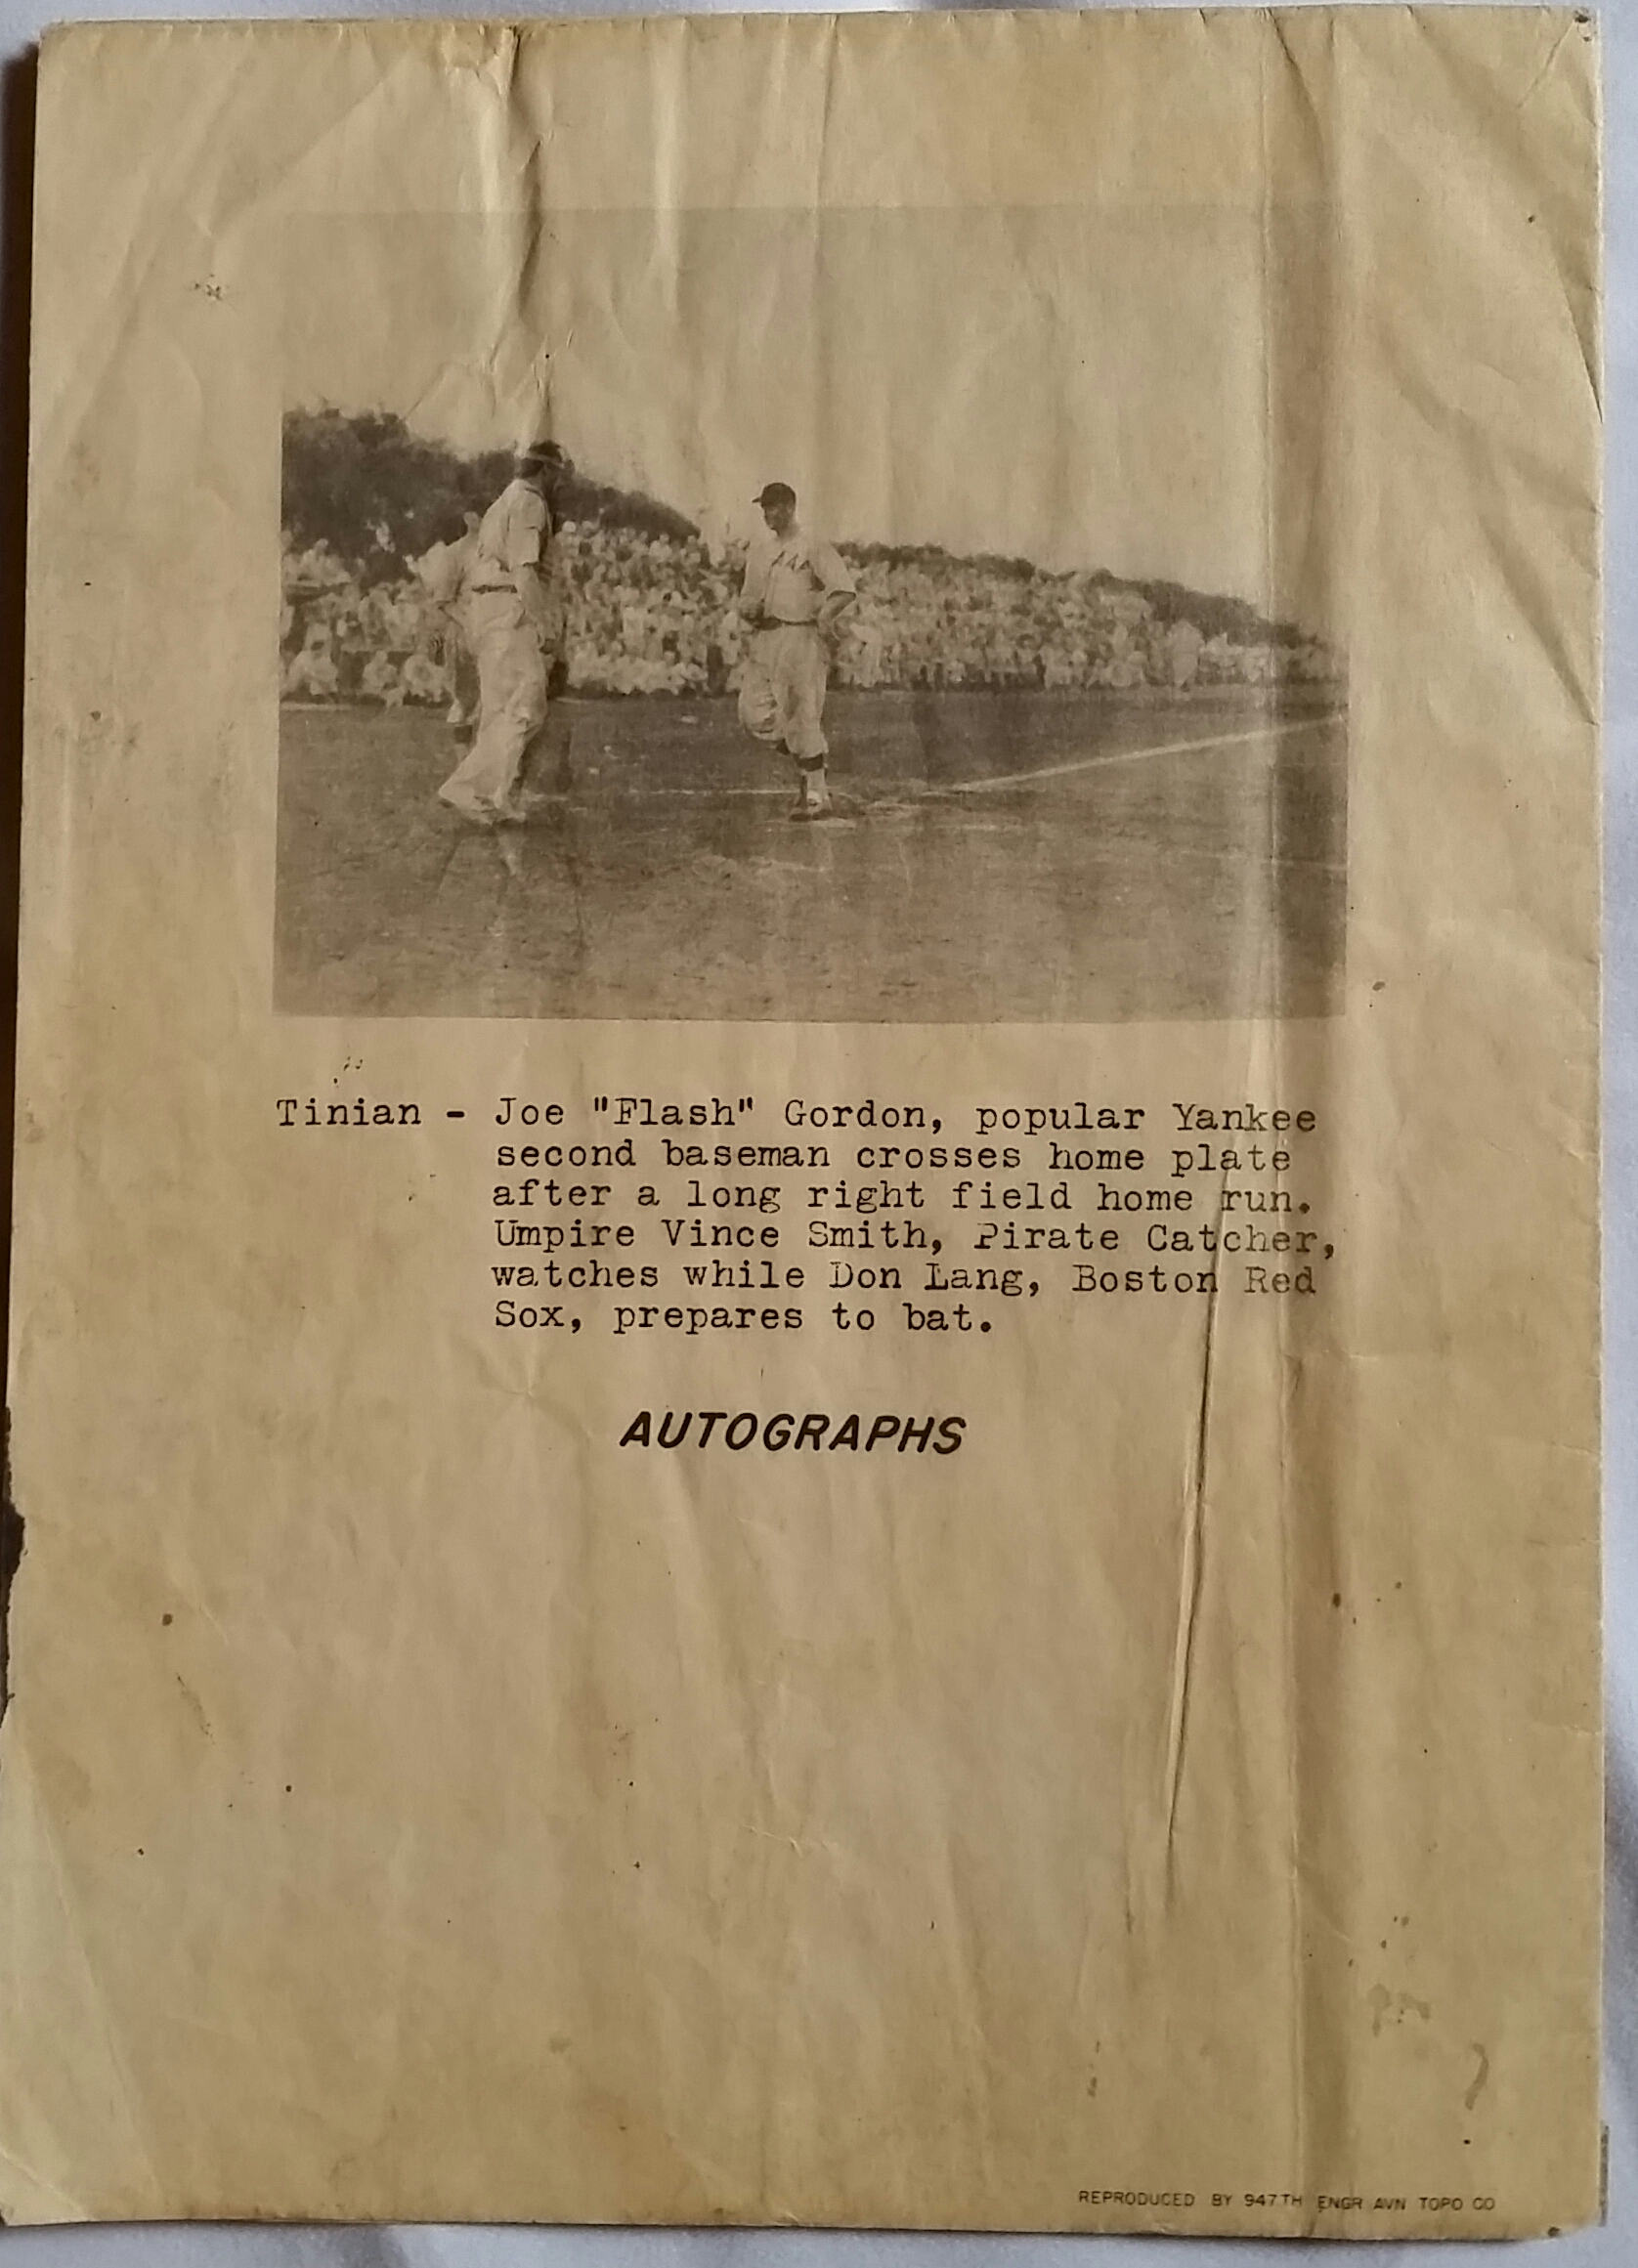 Tinian - Joe "Flash" Gordon, popular Yankee
second baseman crosses home plate
after a long right field home run.
Umpire Vince Smith, Pirate Catcher,
watches while Don Lang, Boston Red
Sox, prepares to bat.
AUTOGRAPHS
REPRODUCED BY 947TH ENGR AVN TOPO CO